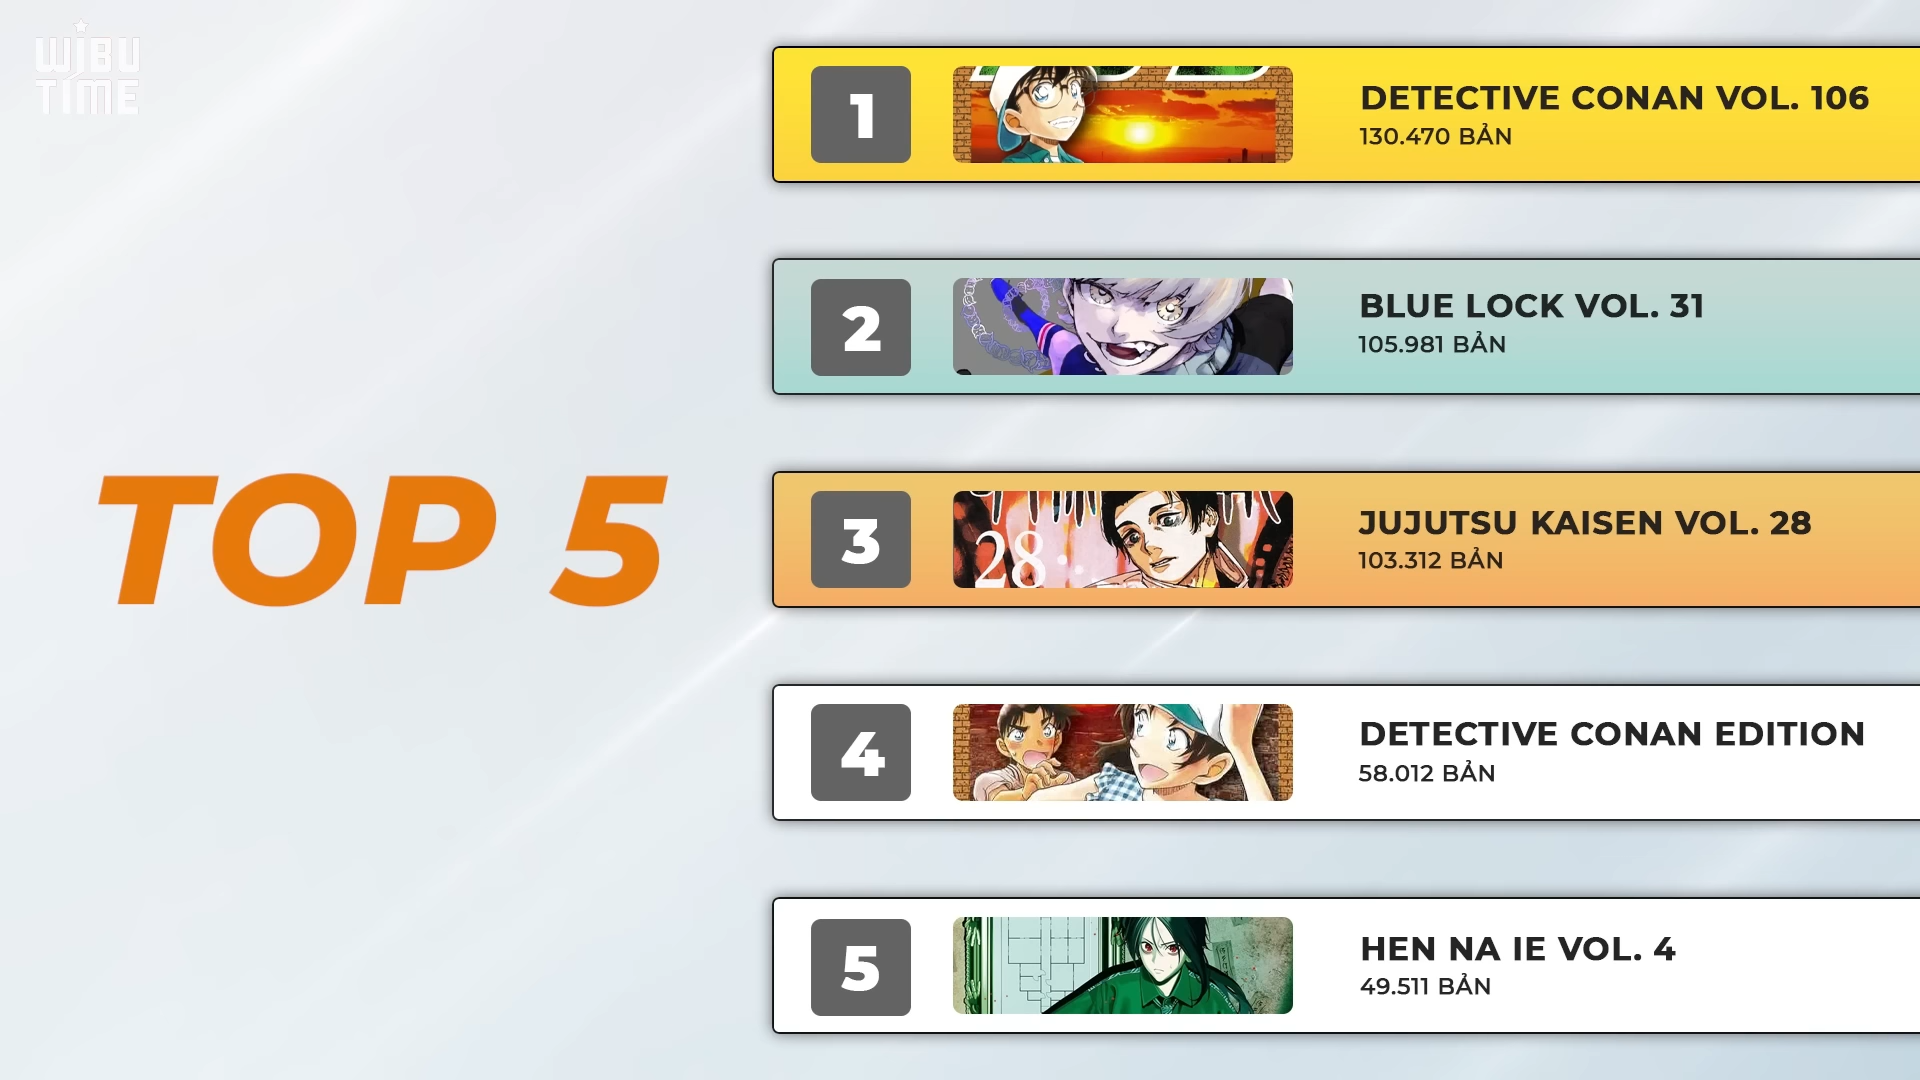 WIBU
TIME
TOP 5
1
DETECTIVE CONAN VOL. 106
130.470 BẢN
2
BLUE LOCK VOL. 31
105.981 BẢN
3
28
JUJUTSU KAISEN VOL. 28
103.312 BẢN
4
DETECTIVE CONAN EDITION
58.012 BẢN
5
HEN NA IE VOL. 4
49.511 BẢN